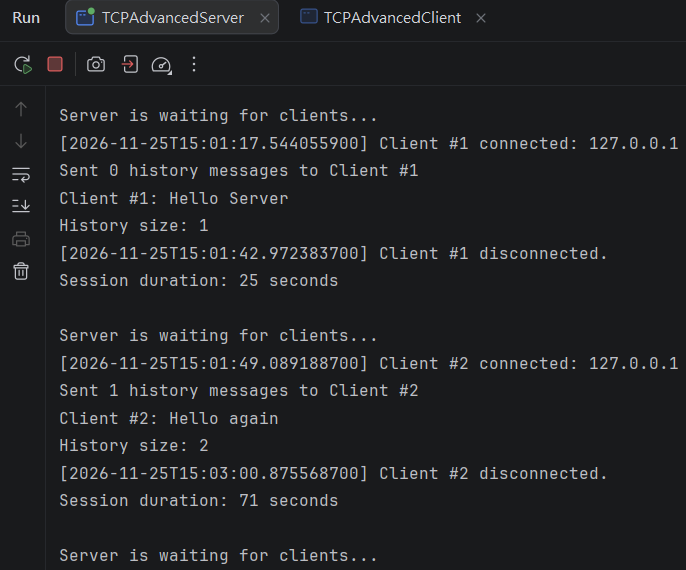 Run
TCPAdvancedServer
TCPAdvancedClient
Server is waiting for clients...
[2026-11-25T15:01:17.544055900] Client #1 connected: 127.0.0.1
Sent 0 history messages to Client #1
Client #1: Hello Server
History size: 1
[2026-11-25T15:01:42.972383700] Client #1 disconnected.
Session duration: 25 seconds
Server is waiting for clients...
[2026-11-25T15:01:49.089188700] Client #2 connected: 127.0.0.1
Sent 1 history messages to Client #2
Client #2: Hello again
History size: 2
[2026-11-25T15:03:00.875568700] Client #2 disconnected.
Session duration: 71 seconds
Server is waiting for clients...